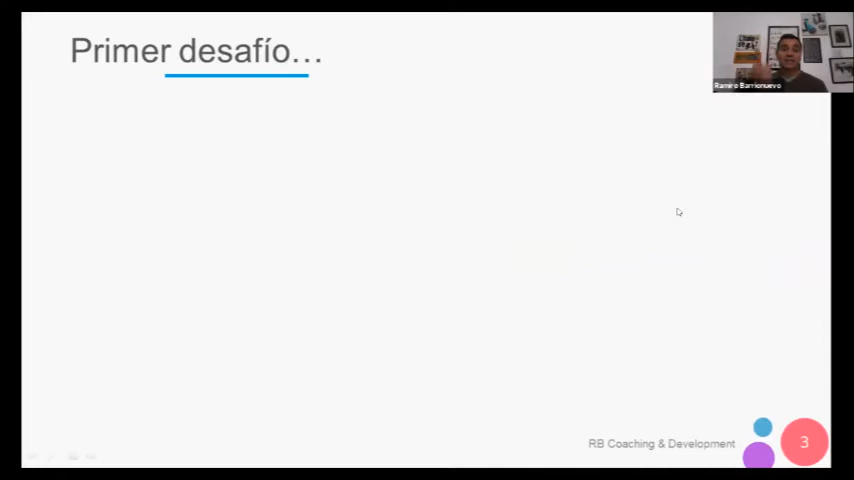 Primer desafío…
Ramiro Barrionuevo
RB Coaching & Development
3